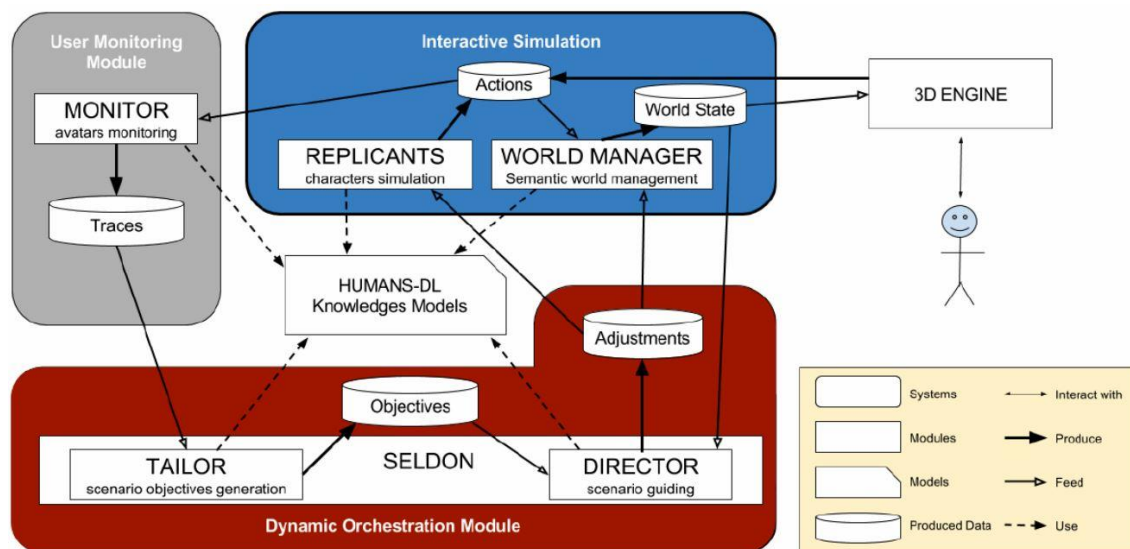 User Monitoring
Module
MONITOR
avatars monitoring
Traces
Interactive Simulation
Actions
World State
REPLICANTS
characters simulation
WORLD MANAGER
Semantic world management
3D ENGINE
HUMANS-DL
Knowledges Models
Adjustments
Objectives
SELDON
TAILOR
scenario objectives generation
DIRECTOR
scenario guiding
Dynamic Orchestration Module
Systems
Interact with
Modules
Produce
Models
Feed
Produced Data
Use